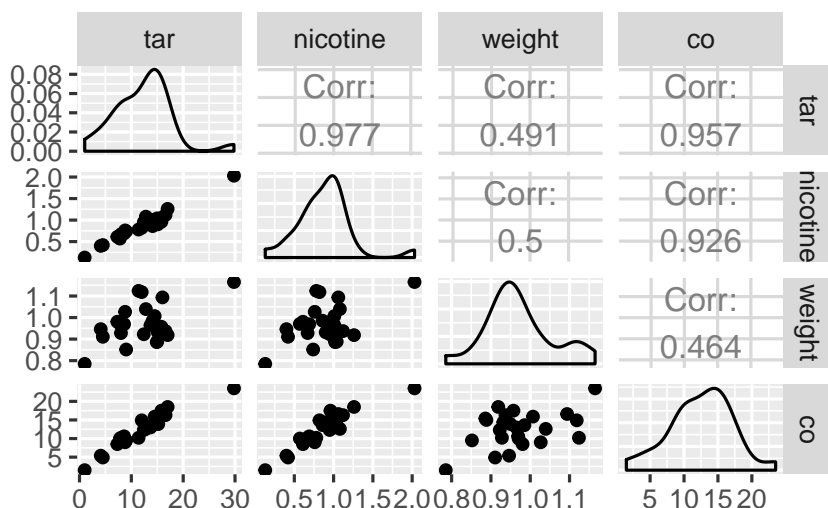 tar nicotine weight co
0.08
0.06
0.04
0.02
0.00
Corr:
0.977
Corr:
0.491
Corr:
0.957
tar
2.0
1.5
1.0
0.5
Corr:
0.5
Corr:
0.926
nicotine
1.1
1.0
0.9
0.8
Corr:
0.464
weight
20
15
10
5
co
0 10 20 30 0.5 1.0 1.5 2.0 0.8 0.9 1.0 1.1 5 10 15 20